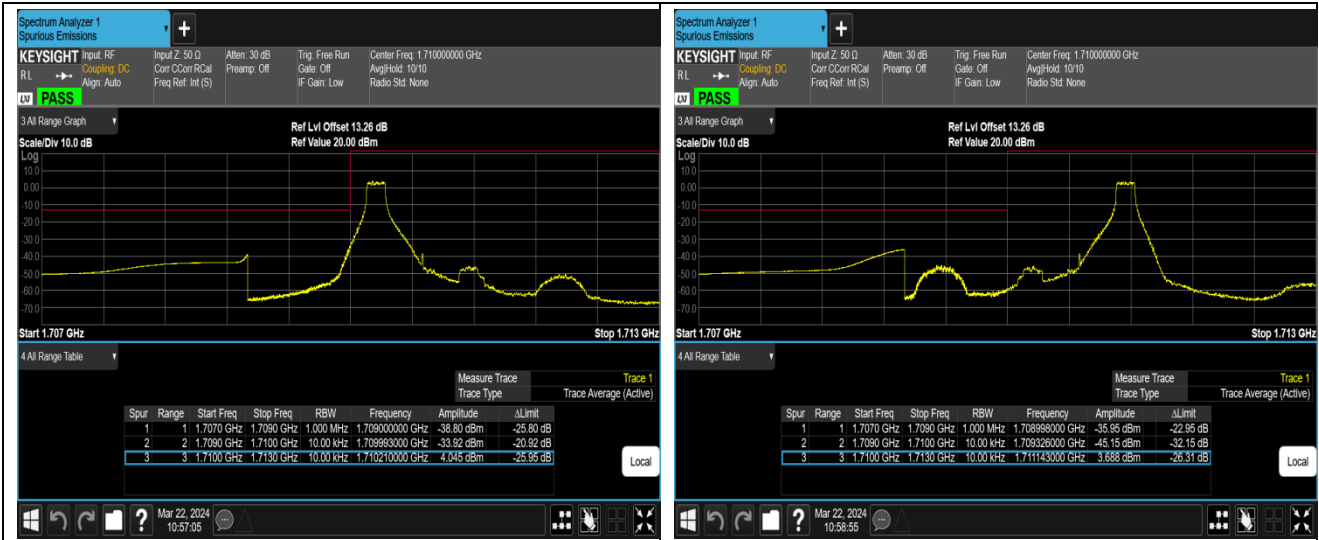 Spectrum Analyzer 1
Spurious Emissions
+
KEYSIGHT Input: RF Input Z: 50 Ω Atten: 30 dB Trig: Free Run Center Freq: 1.710000000 GHz
RL Coupling: DC Corr CCorr RCal Preamp: Off Gate: Off Avg|Hold: 10/10
Align: Auto Freq Ref: Int (S) IF Gain: Low Radio Std: None
LXI PASS
3 All Range Graph
Ref Lvl Offset 13.26 dB
Scale/Div 10.0 dB Ref Value 20.00 dBm
Log
10.0
0.00
-10.0
-20.0
-30.0
-40.0
-50.0
-60.0
-70.0
Start 1.707 GHz Stop 1.713 GHz
4 All Range Table
Measure Trace Trace 1
Trace Type Trace Average (Active)
Spur Range Start Freq Stop Freq RBW Frequency Amplitude ΔLimit
1 1 1.7070 GHz 1.7090 GHz 1.000 MHz 1.709000000 GHz -38.80 dBm -25.80 dB
2 2 1.7090 GHz 1.7100 GHz 10.00 kHz 1.709993000 GHz -33.92 dBm -20.92 dB
3 3 1.7100 GHz 1.7130 GHz 10.00 kHz 1.710210000 GHz 4.045 dBm -25.95 dB
Local
?
Mar 22, 2024
10:57:05
Spectrum Analyzer 1
Spurious Emissions
+
KEYSIGHT Input: RF Input Z: 50 Ω Atten: 30 dB Trig: Free Run Center Freq: 1.710000000 GHz
RL Coupling: DC Corr CCorr RCal Preamp: Off Gate: Off Avg|Hold: 10/10
Align: Auto Freq Ref: Int (S) IF Gain: Low Radio Std: None
LXI PASS
3 All Range Graph
Ref Lvl Offset 13.26 dB
Scale/Div 10.0 dB Ref Value 20.00 dBm
Log
10.0
0.00
-10.0
-20.0
-30.0
-40.0
-50.0
-60.0
-70.0
Start 1.707 GHz Stop 1.713 GHz
4 All Range Table
Measure Trace Trace 1
Trace Type Trace Average (Active)
Spur Range Start Freq Stop Freq RBW Frequency Amplitude ΔLimit
1 1 1.7070 GHz 1.7090 GHz 1.000 MHz 1.708998000 GHz -35.95 dBm -22.95 dB
2 2 1.7090 GHz 1.7100 GHz 10.00 kHz 1.709326000 GHz -45.15 dBm -32.15 dB
3 3 1.7100 GHz 1.7130 GHz 10.00 kHz 1.711143000 GHz 3.688 dBm -26.31 dB
Local
?
Mar 22, 2024
10:58:55